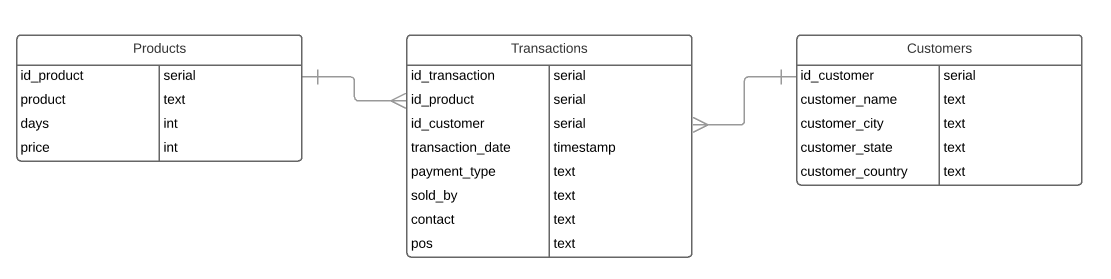 Products
id_product serial
product text
days int
price int
Transactions
id_transaction serial
id_product serial
id_customer serial
transaction_date timestamp
payment_type text
sold_by text
contact text
pos text
Customers
id_customer serial
customer_name text
customer_city text
customer_state text
customer_country text